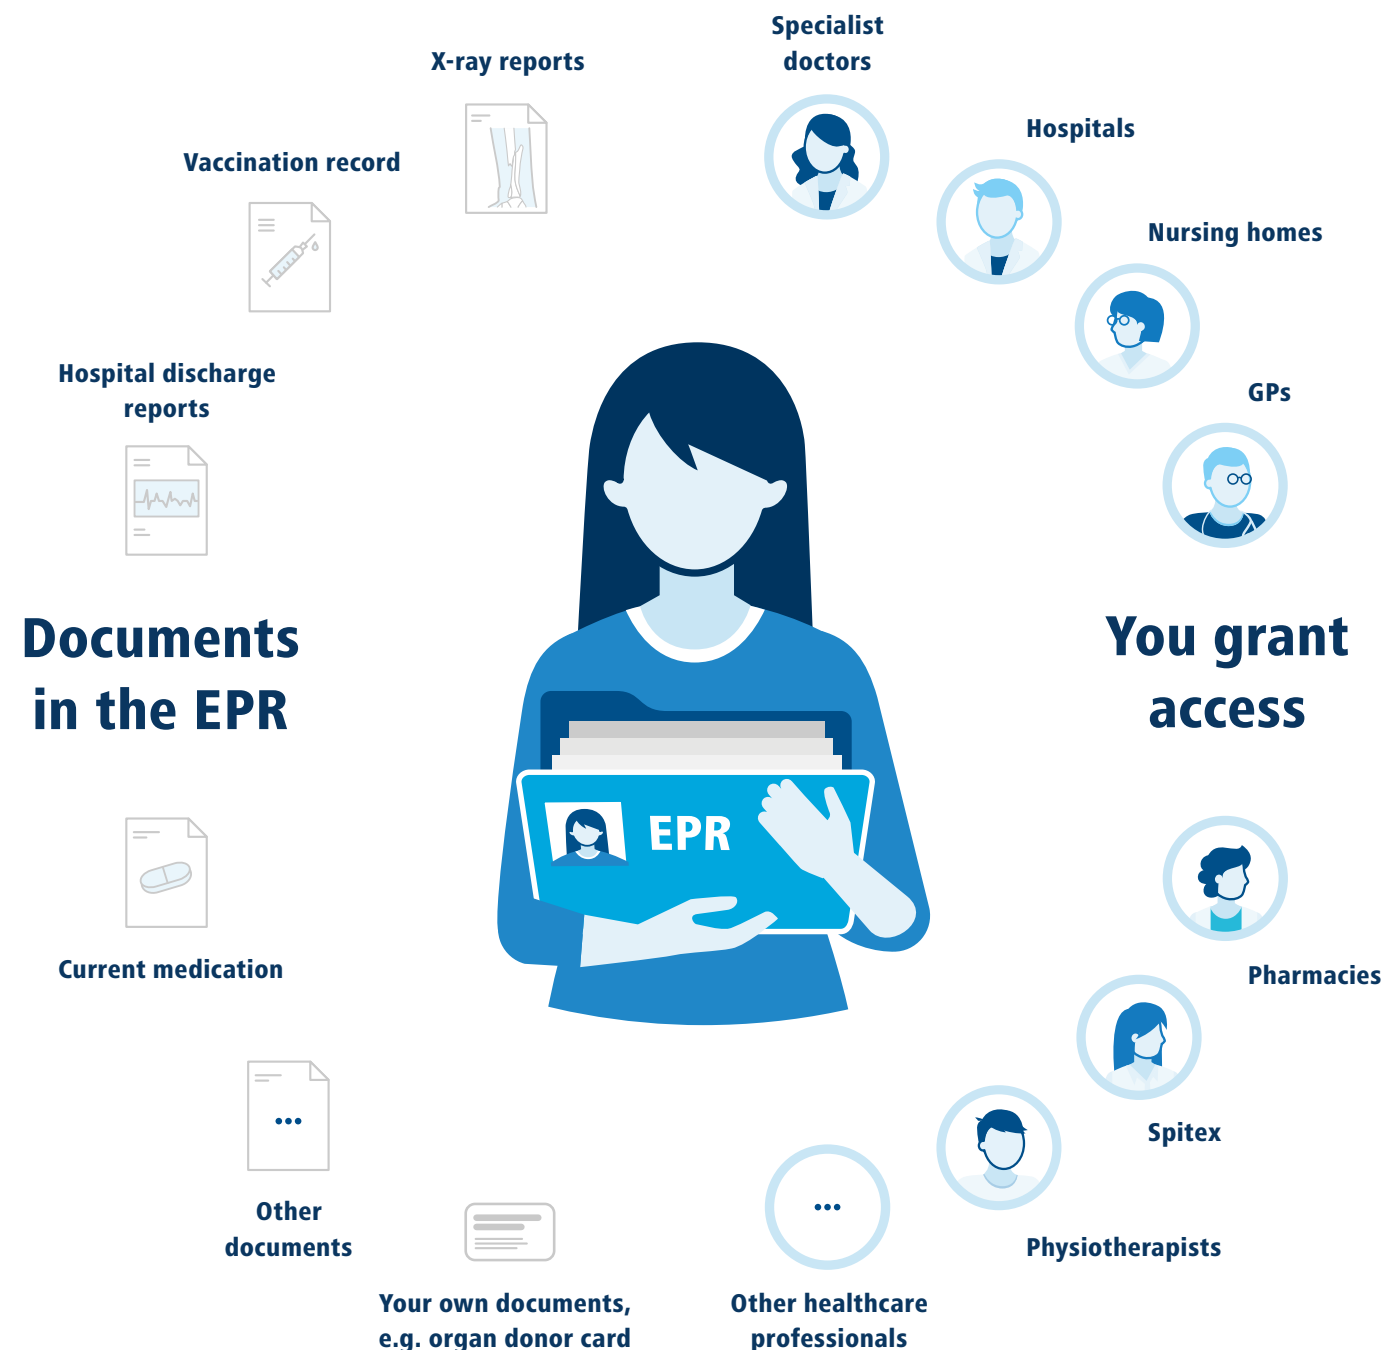 X-ray reports
Vaccination record
Hospital discharge
reports
Documents
in the EPR
Current medication
Other
documents
Your own documents,
e.g. organ donor card
EPR
Specialist
doctors
Hospitals
Nursing homes
GPs
You grant
access
Pharmacies
Spitex
Physiotherapists
Other healthcare
professionals